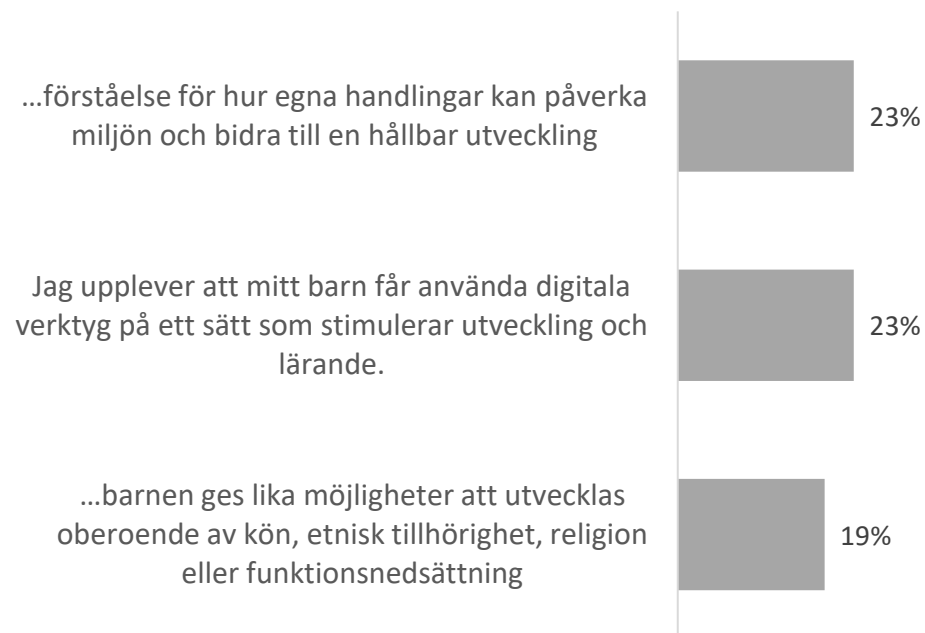 ...förståelse för hur egna handlingar kan påverka
miljön och bidra till en hållbar utveckling
23%
Jag upplever att mitt barn får använda digitala
verktyg på ett sätt som stimulerar utveckling och
lärande.
23%
...barnen ges lika möjligheter att utvecklas
oberoende av kön, etnisk tillhörighet, religion
eller funktionsnedsättning
19%